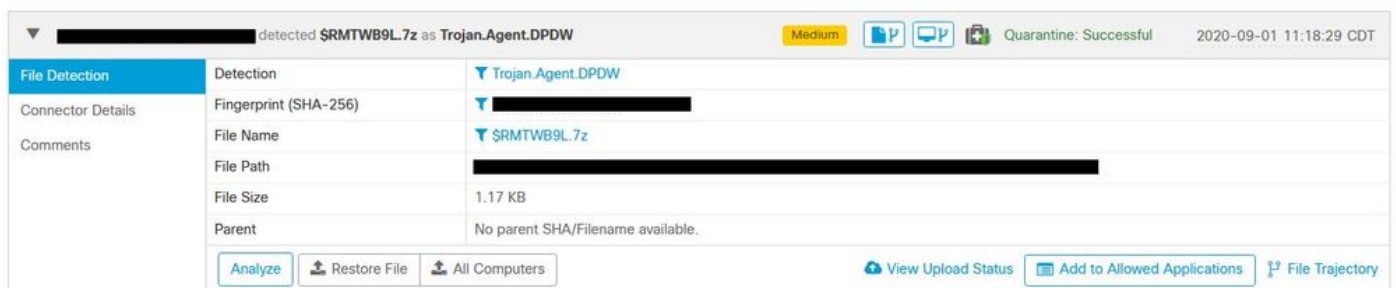 detected $RMTWB9L.7z as Trojan.Agent.DPDW Medium Quarantine: Successful 2020-09-01 11:18:29 CDT
File Detection
Connector Details
Comments
Detection Trojan.Agent.DPDW
Fingerprint (SHA-256)
File Name $RMTWB9L.7z
File Path
File Size 1.17 KB
Parent No parent SHA/Filename available.
Analyze Restore File All Computers View Upload Status Add to Allowed Applications File Trajectory